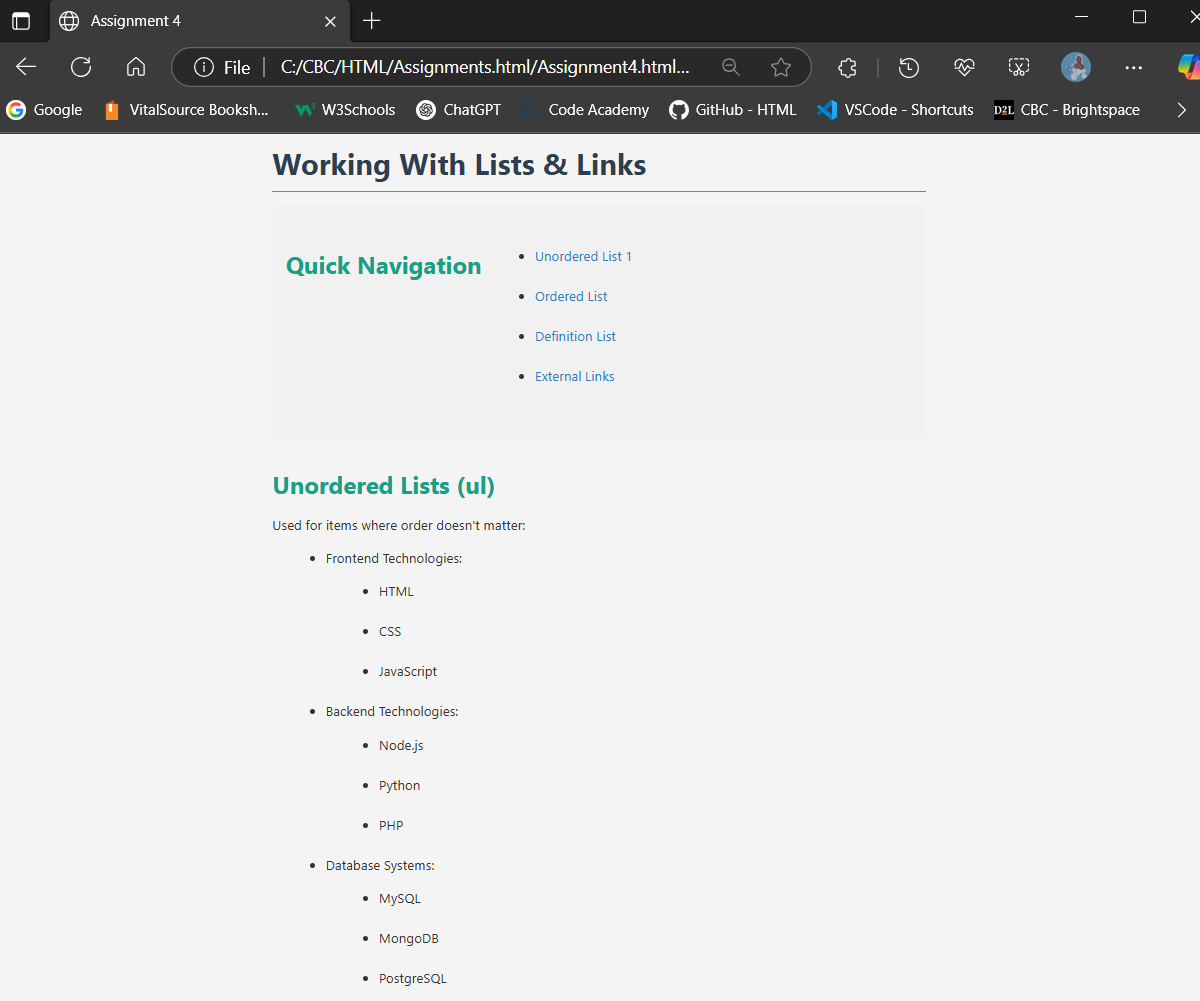 Assignment 4
File
C:/CBC/HTML/Assignments.html/Assignment4.html...
Google
VitalSource Booksh...
W3Schools
ChatGPT
Code Academy
GitHub - HTML
VSCode - Shortcuts
D2L
CBC - Brightspace
Working With Lists & Links
Quick Navigation
Unordered List 1
Ordered List
Definition List
External Links
Unordered Lists (ul)
Used for items where order doesn't matter:
Frontend Technologies:
HTML
CSS
JavaScript
Backend Technologies:
Node.js
Python
PHP
Database Systems:
MySQL
MongoDB
PostgreSQL